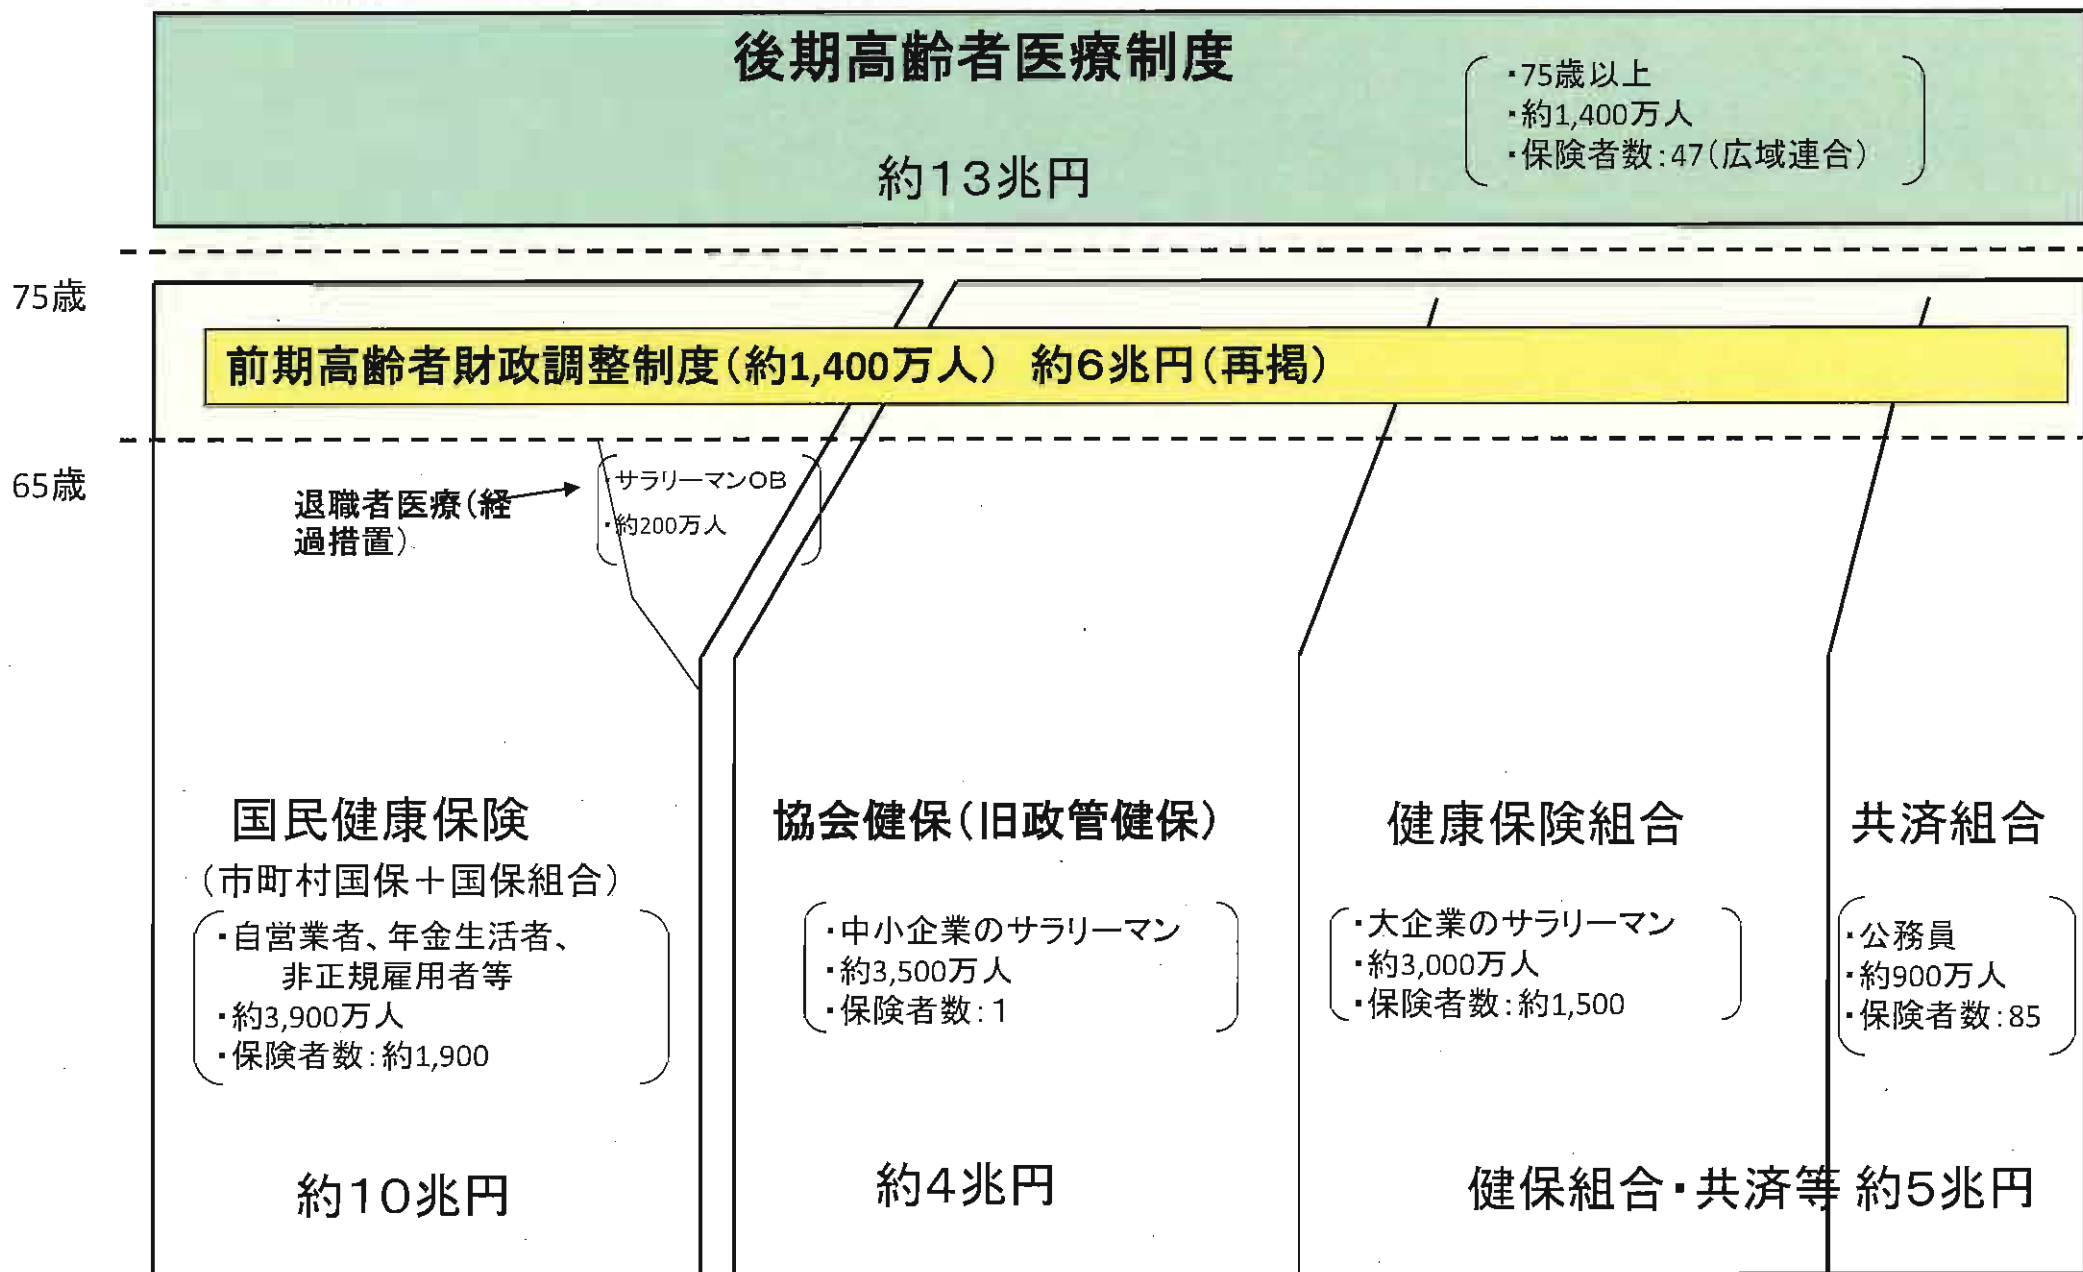 後期高齢者医療制度
約13兆円
・75歳以上
・約1,400万人
・保険者数:47(広域連合)
75歳
前期高齢者財政調整制度(約1,400万人) 約6兆円(再掲)
65歳
退職者医療(経
過措置)
・サラリーマンOB
・約200万人
国民健康保険
(市町村国保+国保組合)
・自営業者、年金生活者、
非正規雇用者等
・約3,900万人
・保険者数:約1,900
約10兆円
協会健保(旧政管健保)
・中小企業のサラリーマン
・約3,500万人
・保険者数:1
約4兆円
健康保険組合
・大企業のサラリーマン
・約3,000万人
・保険者数:約1,500
共済組合
・公務員
・約900万人
・保険者数:85
健保組合・共済等 約5兆円